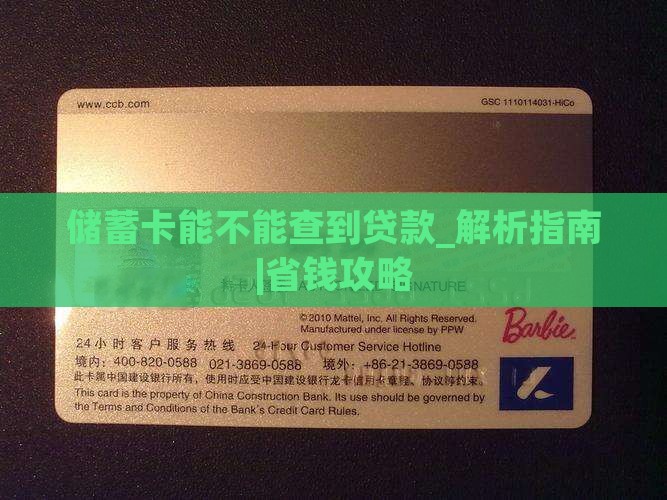 www.ccb.com
GSC 1110114031-HiCo
储蓄卡能不能查到贷款_解析指南
|省钱攻略
NATURE
©2010 Mattel, Inc. All Rights Reserved.
Manufactured under license by PPW
Barbie
24小时客户服务热线 24-Hour Customer Service Hotline
境内：400-820-0588 021-3869-0588 境外：+86-21-3869-0588
此卡属中国建设银行所有，使用时应受中国建设银行龙卡信用卡章程、协议等约束。
This card is the property of China Construction Bank. Its use should be governed by
the Terms and Conditions of the Bank's Credit Card Rules.